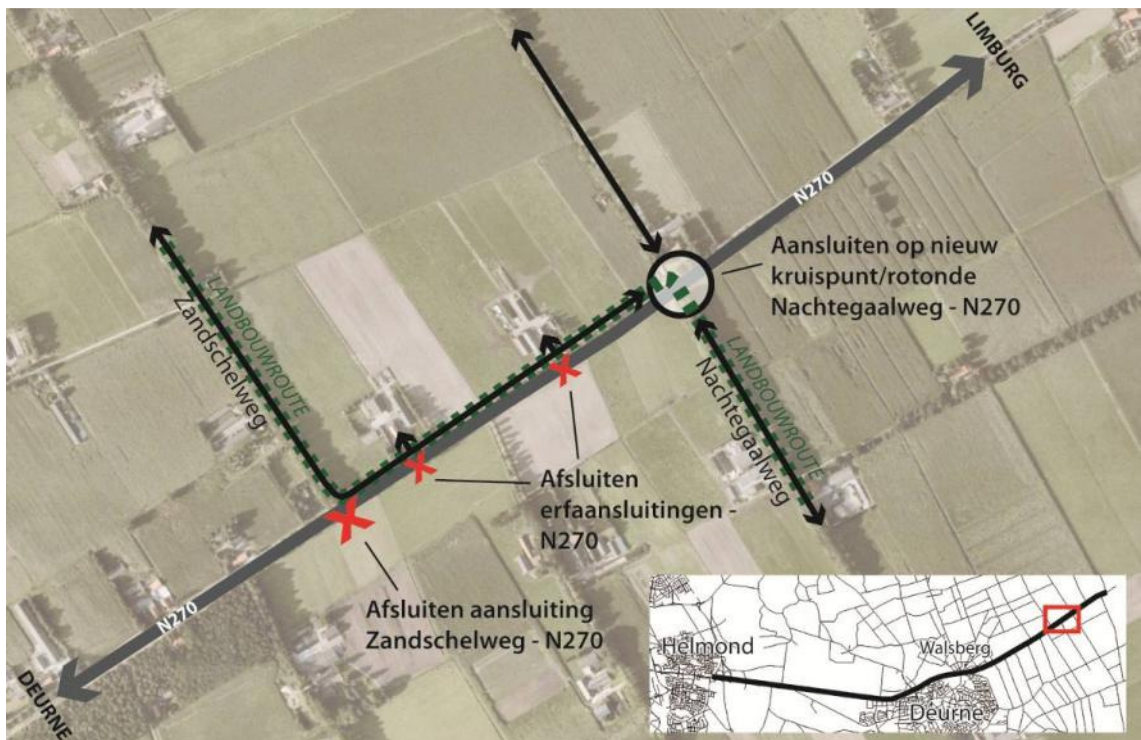 LIMBURG
N270
Aansluiten op nieuw
kruispunt/rotonde
Nachtegaalweg - N270
LANDBOUWROUTE
Zandschelweg
LANDBOUWROUTE
Nachtegaalweg
Afsluiten
erfaansluitingen -
N270
Afsluiten aansluiting
Zandschelweg - N270
N270
DEURNE
Helmond
Walsberg
Deurne